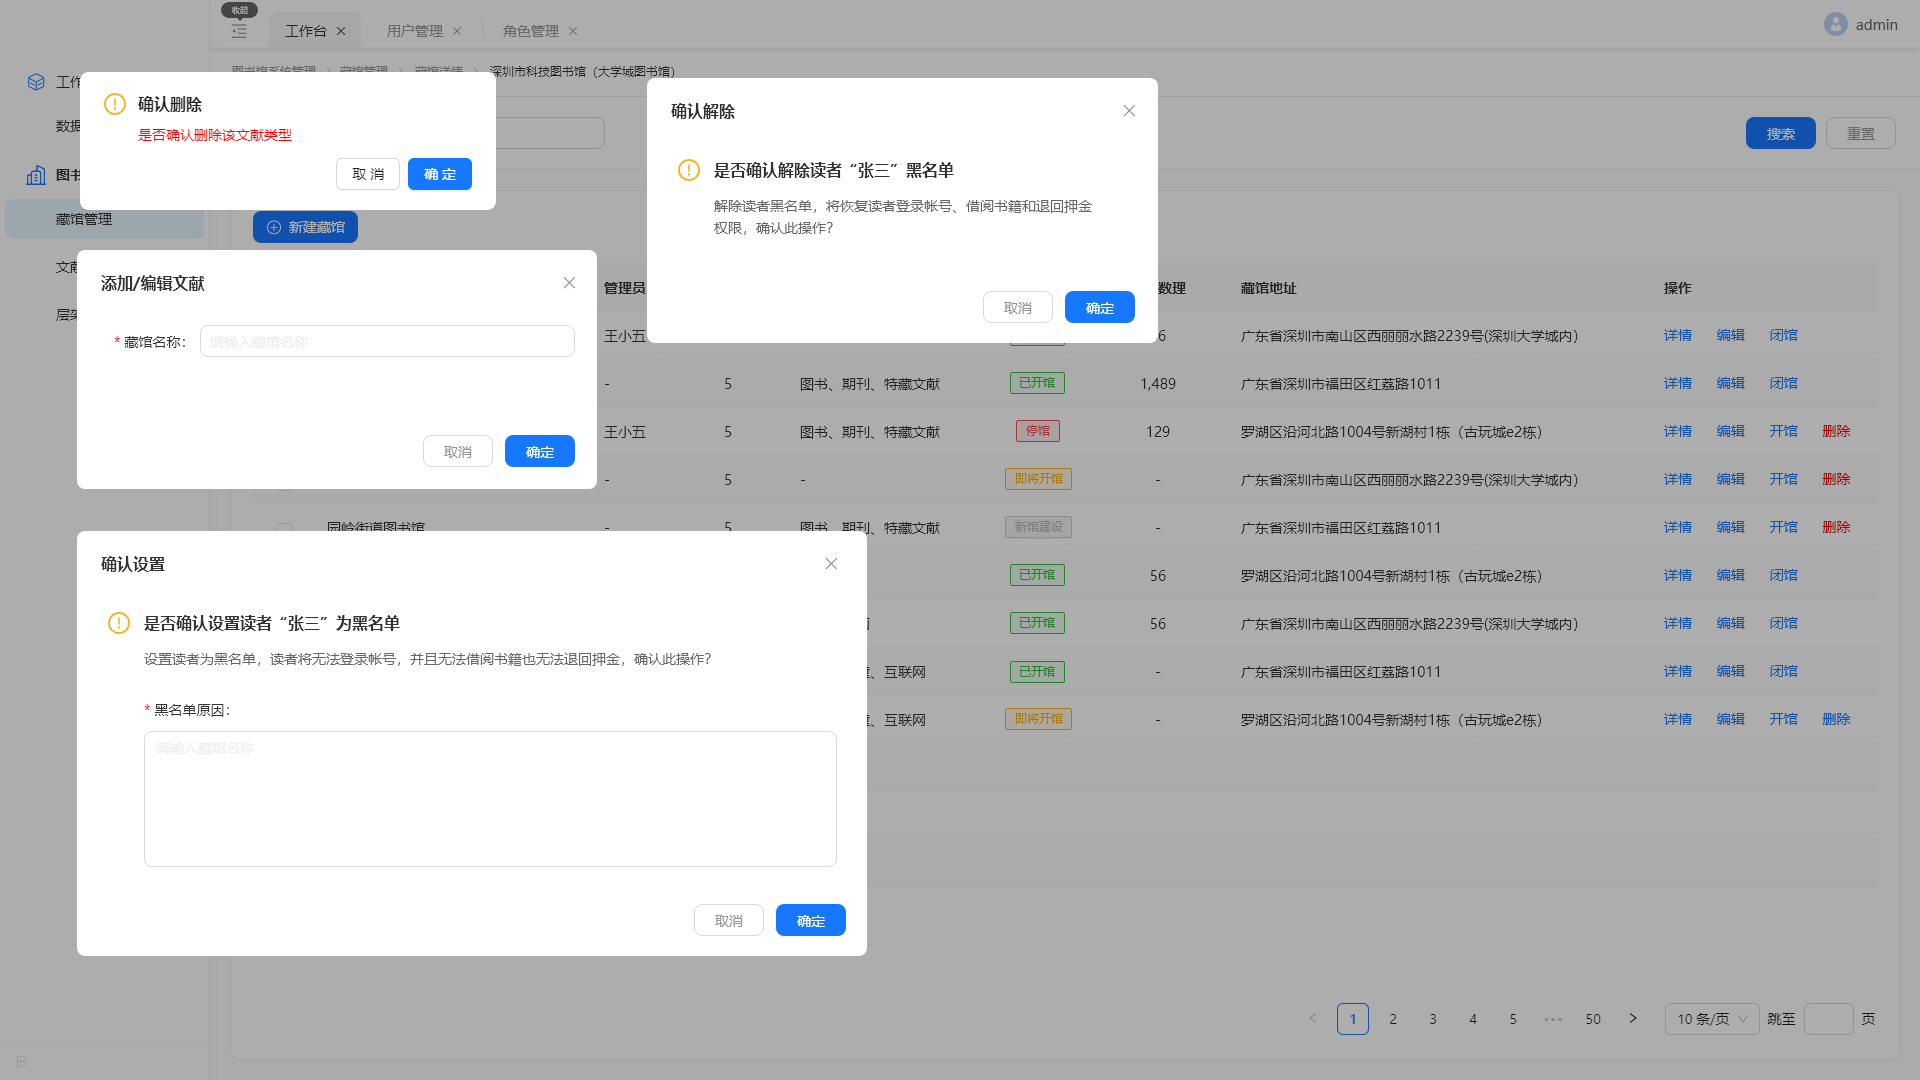 收起
工作台
用户管理
角色管理
admin
图书馆系统管理
藏馆管理
藏馆详情
深圳市科技图书馆（大学城图书馆）
搜索
重置
确认删除
是否确认删除该文献类型
取 消
确 定
藏馆管理
新建藏馆
确认解除
是否确认解除读者“张三”黑名单
解除读者黑名单，将恢复读者登录帐号、借阅书籍和退回押金
权限，确认此操作？
取消
确定
添加/编辑文献
* 藏馆名称：
请输入藏馆名称
取消
确定
管理员 数理 藏馆地址 操作
王小五 6 广东省深圳市南山区西丽丽水路2239号(深圳大学城内) 详情 编辑 闭馆
- 5 图书、期刊、特藏文献 已开馆 1,489 广东省深圳市福田区红荔路1011 详情 编辑 闭馆
王小五 5 图书、期刊、特藏文献 停馆 129 罗湖区沿河北路1004号新湖村1栋（古玩城e2栋） 详情 编辑 开馆 删除
- 5 - 即将开馆 - 广东省深圳市南山区西丽丽水路2239号(深圳大学城内) 详情 编辑 开馆 删除
园岭街道图书馆 - 5 图书、期刊、特藏文献 新馆建设 - 广东省深圳市福田区红荔路1011 详情 编辑 开馆 删除
已开馆 56 罗湖区沿河北路1004号新湖村1栋（古玩城e2栋） 详情 编辑 闭馆
已开馆 56 广东省深圳市南山区西丽丽水路2239号(深圳大学城内) 详情 编辑 闭馆
、互联网 已开馆 - 广东省深圳市福田区红荔路1011 详情 编辑 闭馆
、互联网 即将开馆 - 罗湖区沿河北路1004号新湖村1栋（古玩城e2栋） 详情 编辑 开馆 删除
确认设置
是否确认设置读者“张三”为黑名单
设置读者为黑名单，读者将无法登录帐号，并且无法借阅书籍也无法退回押金，确认此操作？
* 黑名单原因：
请输入藏馆名称
取消
确定
1 2 3 4 5 ··· 50 10 条/页 跳至 页